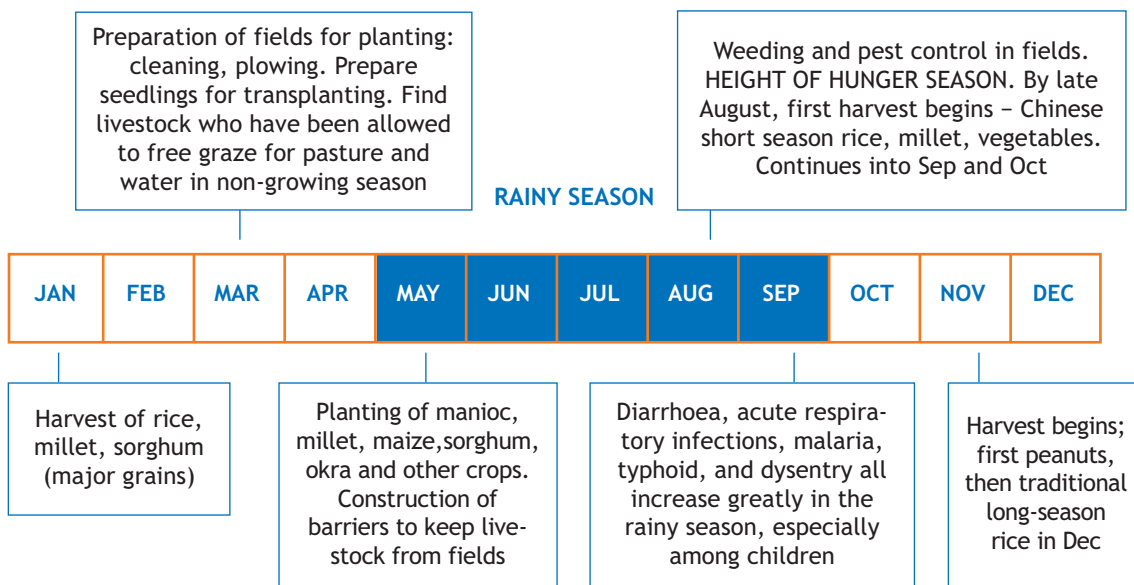 Preparation of fields for planting:
cleaning, plowing. Prepare
seedlings for transplanting. Find
livestock who have been allowed
to free graze for pasture and
water in non-growing season
Weeding and pest control in fields.
HEIGHT OF HUNGER SEASON. By late
August, first harvest begins – Chinese
short season rice, millet, vegetables.
Continues into Sep and Oct
RAINY SEASON
JAN FEB MAR APR MAY JUN JUL AUG SEP OCT NOV DEC
Harvest of rice,
millet, sorghum
(major grains)
Planting of manioc,
millet, maize,sorghum,
okra and other crops.
Construction of
barriers to keep live-
stock from fields
Diarrhoea, acute respira-
tory infections, malaria,
typhoid, and dysentry all
increase greatly in the
rainy season, especially
among children
Harvest begins;
first peanuts,
then traditional
long-season
rice in Dec